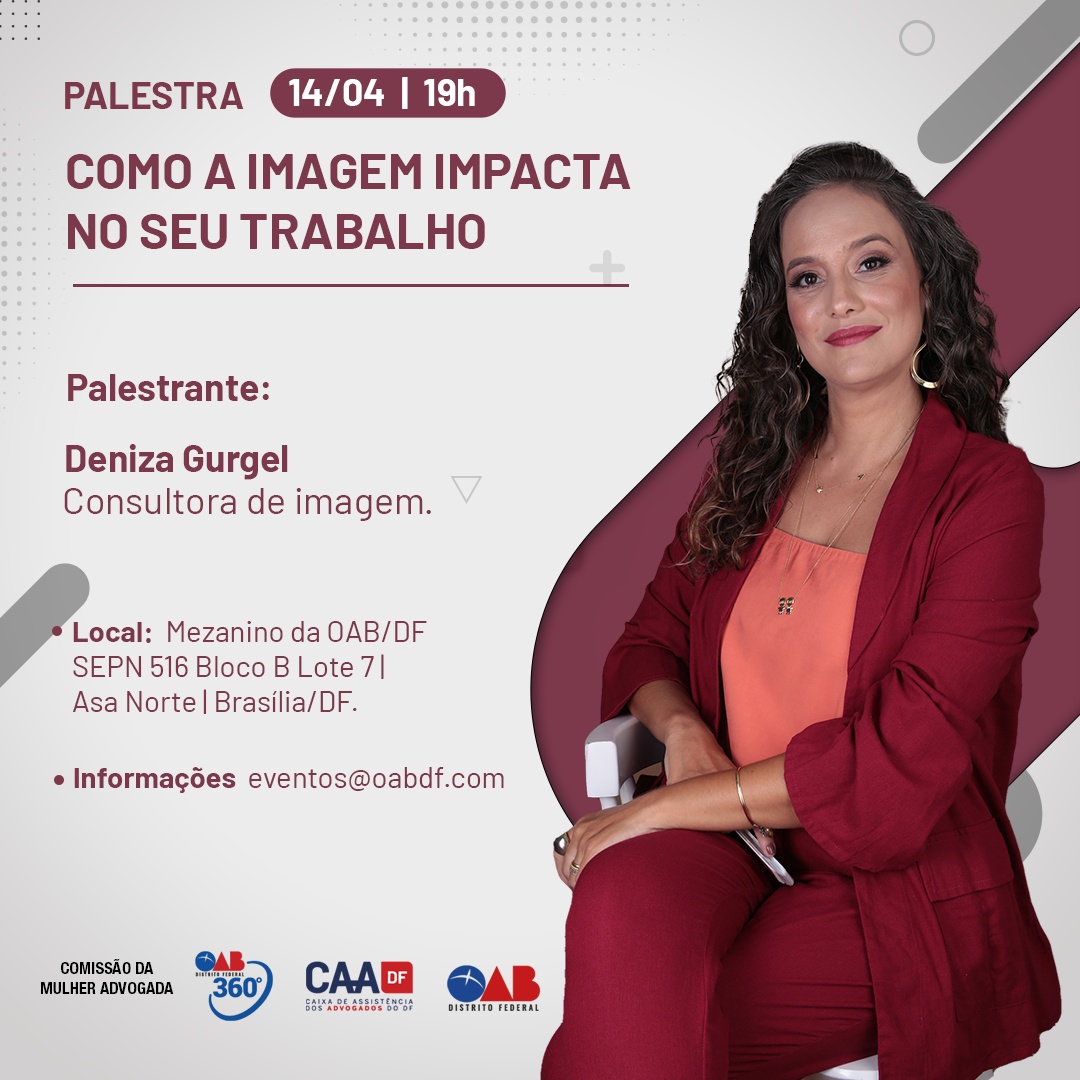 PALESTRA 14/04 | 19h
COMO A IMAGEM IMPACTA
NO SEU TRABALHO
Palestrante:
Deniza Gurgel
Consultora de imagem.
• Local: Mezanino da OAB/DF
SEPN 516 Bloco B Lote 7 |
Asa Norte | Brasília/DF.
• Informações eventos@oabdf.com
COMISSÃO DA
MULHER ADVOGADA
OAB
DISTRITO FEDERAL
360º
CAA DF
CAIXA DE ASSISTÊNCIA
DOS ADVOGADOS DO DF
OAB
DISTRITO FEDERAL